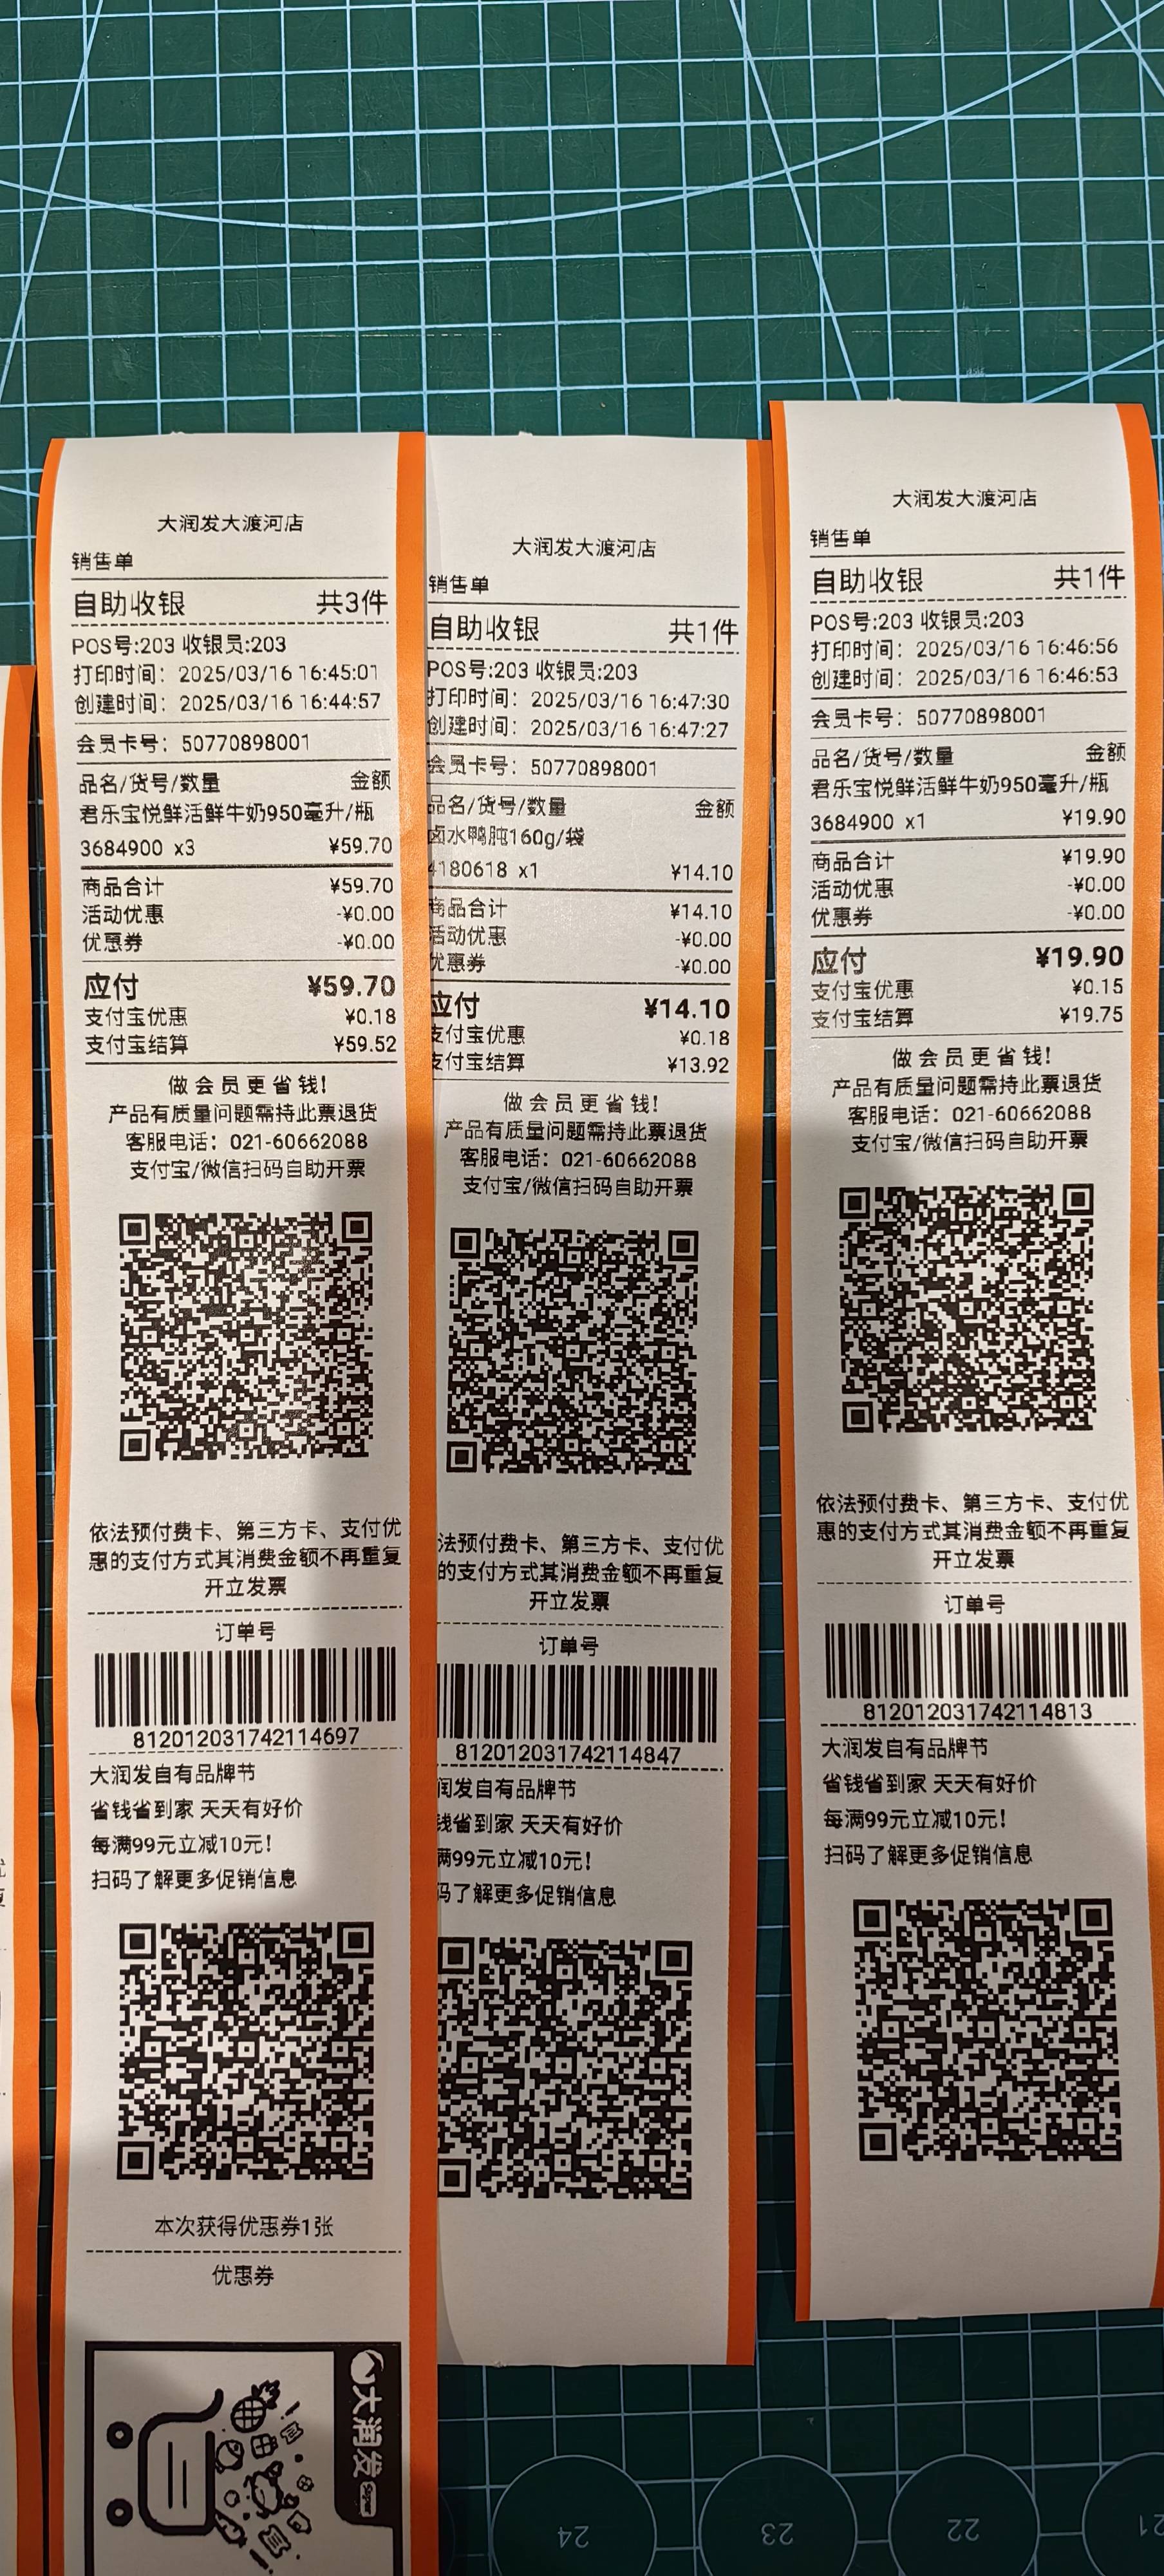 大润发大渡河店
销售单
自助收银 共3件
POS号:203 收银员:203
打印时间：2025/03/16 16:45:01
创建时间：2025/03/16 16:44:57
会员卡号：50770898001
品名/货号/数量 金额
君乐宝悦鲜活鲜牛奶950毫升/瓶
3684900 x3 ¥59.70
商品合计 ¥59.70
活动优惠 -¥0.00
优惠券 -¥0.00
应付 ¥59.70
支付宝优惠 ¥0.18
支付宝结算 ¥59.52
做会员更省钱!
产品有质量问题需持此票退货
客服电话：021-60662088
支付宝/微信扫码自助开票
依法预付费卡、第三方卡、支付优
惠的支付方式其消费金额不再重复
开立发票
订单号
812012031742114697
大润发自有品牌节
省钱省到家 天天有好价
每满99元立减10元!
扫码了解更多促销信息
本次获得优惠券1张
优惠券
大润发
大润发大渡河店
销售单
自助收银 共1件
POS号:203 收银员:203
打印时间：2025/03/16 16:47:30
创建时间：2025/03/16 16:47:27
会员卡号：50770898001
品名/货号/数量 金额
卤水鸭肫160g/袋
4180618 x1 ¥14.10
商品合计 ¥14.10
活动优惠 -¥0.00
优惠券 -¥0.00
应付 ¥14.10
支付宝优惠 ¥0.18
支付宝结算 ¥13.92
做会员更省钱!
产品有质量问题需持此票退货
客服电话：021-60662088
支付宝/微信扫码自助开票
法预付费卡、第三方卡、支付优
的支付方式其消费金额不再重复
开立发票
订单号
812012031742114847
润发自有品牌节
钱省到家 天天有好价
满99元立减10元!
码了解更多促销信息
大润发大渡河店
销售单
自助收银 共1件
POS号:203 收银员:203
打印时间：2025/03/16 16:46:56
创建时间：2025/03/16 16:46:53
会员卡号：50770898001
品名/货号/数量 金额
君乐宝悦鲜活鲜牛奶950毫升/瓶
3684900 x1 ¥19.90
商品合计 ¥19.90
活动优惠 -¥0.00
优惠券 -¥0.00
应付 ¥19.90
支付宝优惠 ¥0.15
支付宝结算 ¥19.75
做会员更省钱!
产品有质量问题需持此票退货
客服电话：021-60662088
支付宝/微信扫码自助开票
依法预付费卡、第三方卡、支付优
惠的支付方式其消费金额不再重复
开立发票
订单号
812012031742114813
大润发自有品牌节
省钱省到家 天天有好价
每满99元立减10元!
扫码了解更多促销信息
24
23
22
21